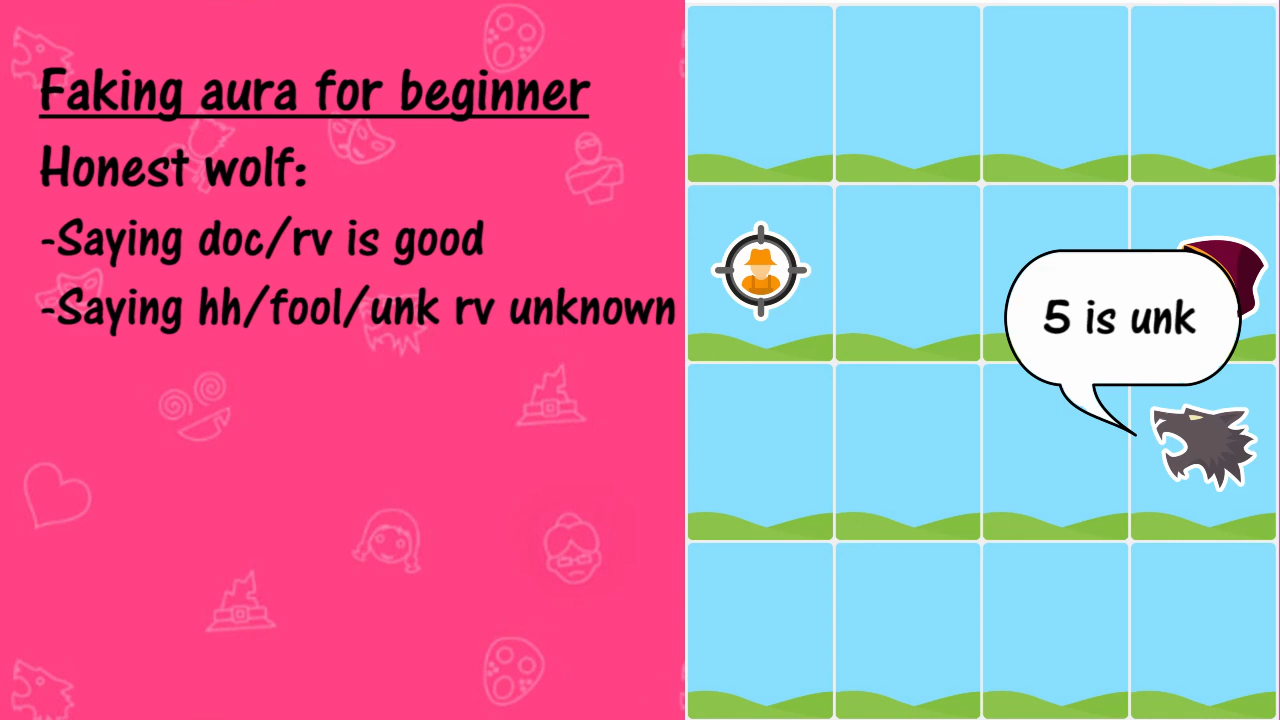 Faking aura for beginner
Honest wolf:
-Saying doc/rv is good
-Saying hh/fool/unk rv unknown
5 is unk